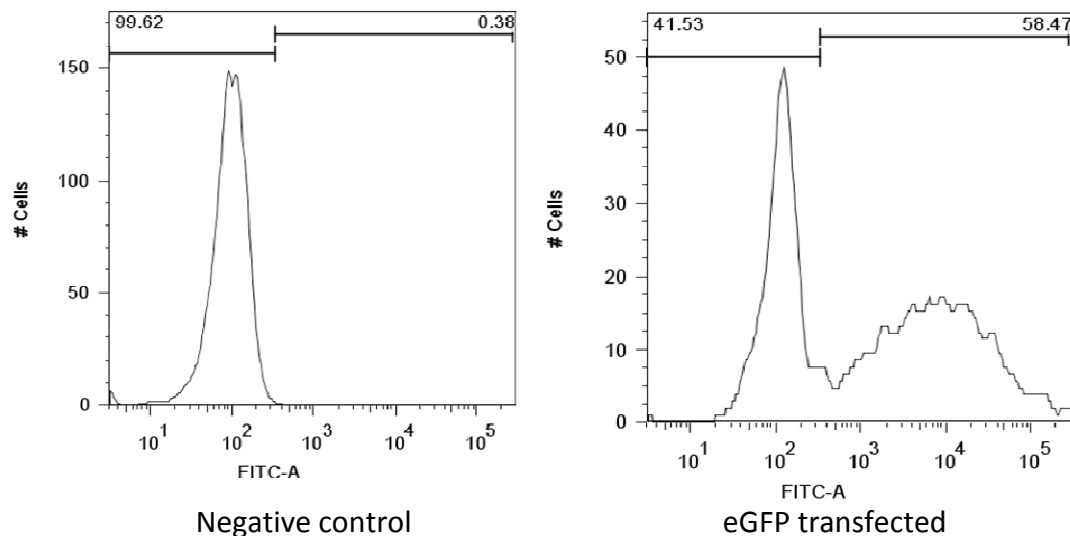 99.62 0.38
150
100
50
0
# Cells
10^1 10^2 10^3 10^4 10^5
FITC-A
Negative control
41.53 58.47
50
40
30
20
10
0
# Cells
10^1 10^2 10^3 10^4 10^5
FITC-A
eGFP transfected